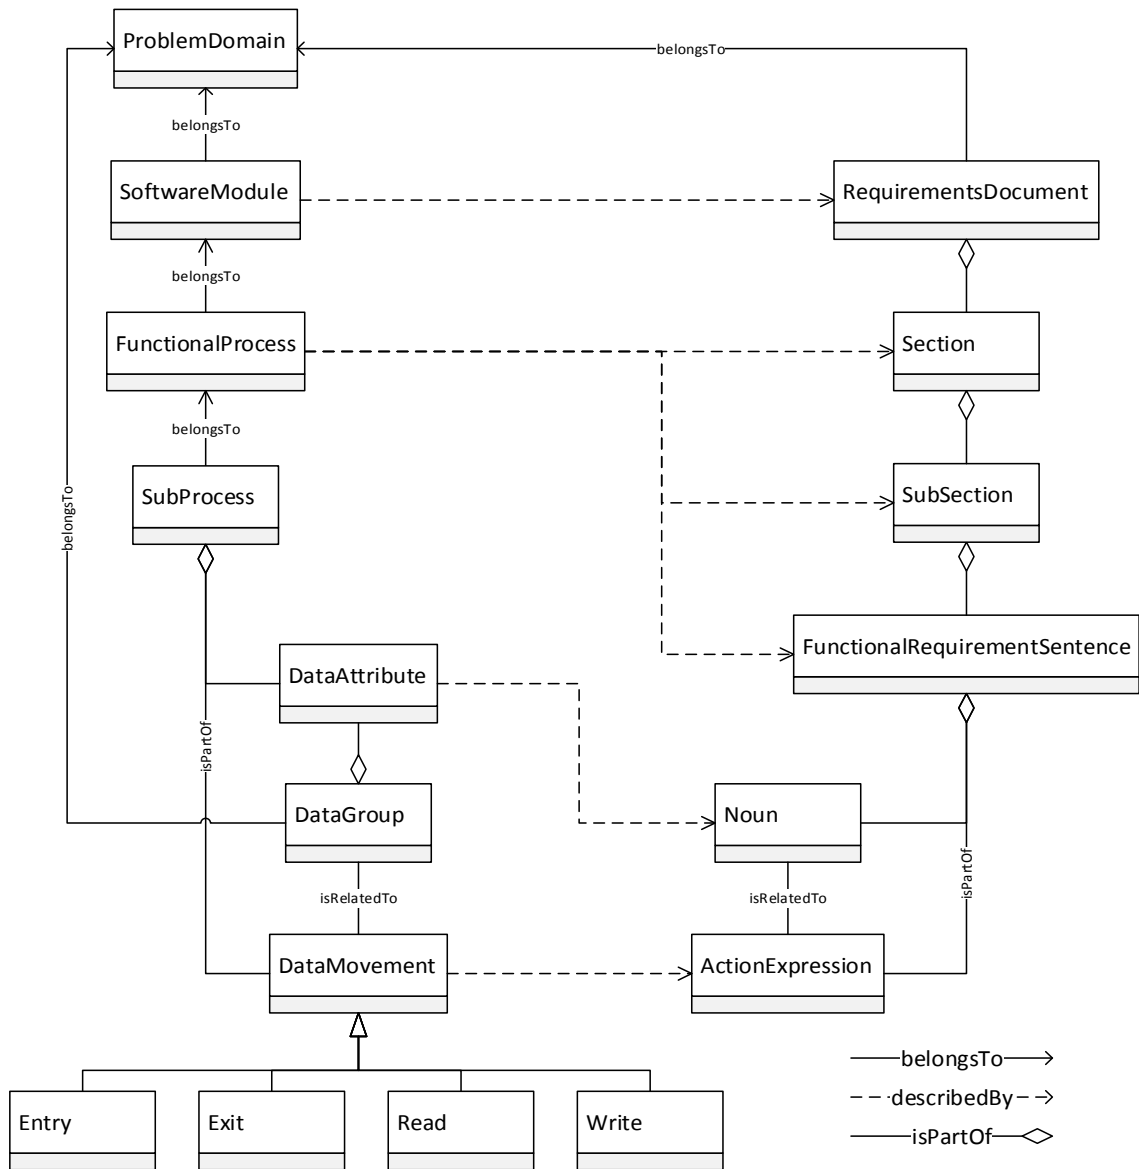 ProblemDomain
belongsTo
belongsTo
SoftwareModule
RequirementsDocument
belongsTo
FunctionalProcess
Section
belongsTo
SubProcess
SubSection
belongsTo
FunctionalRequirementSentence
DataAttribute
isPartOf
DataGroup
Noun
isPartOf
isRelatedTo
isRelatedTo
DataMovement
ActionExpression
belongsTo
describedBy
isPartOf
Entry
Exit
Read
Write